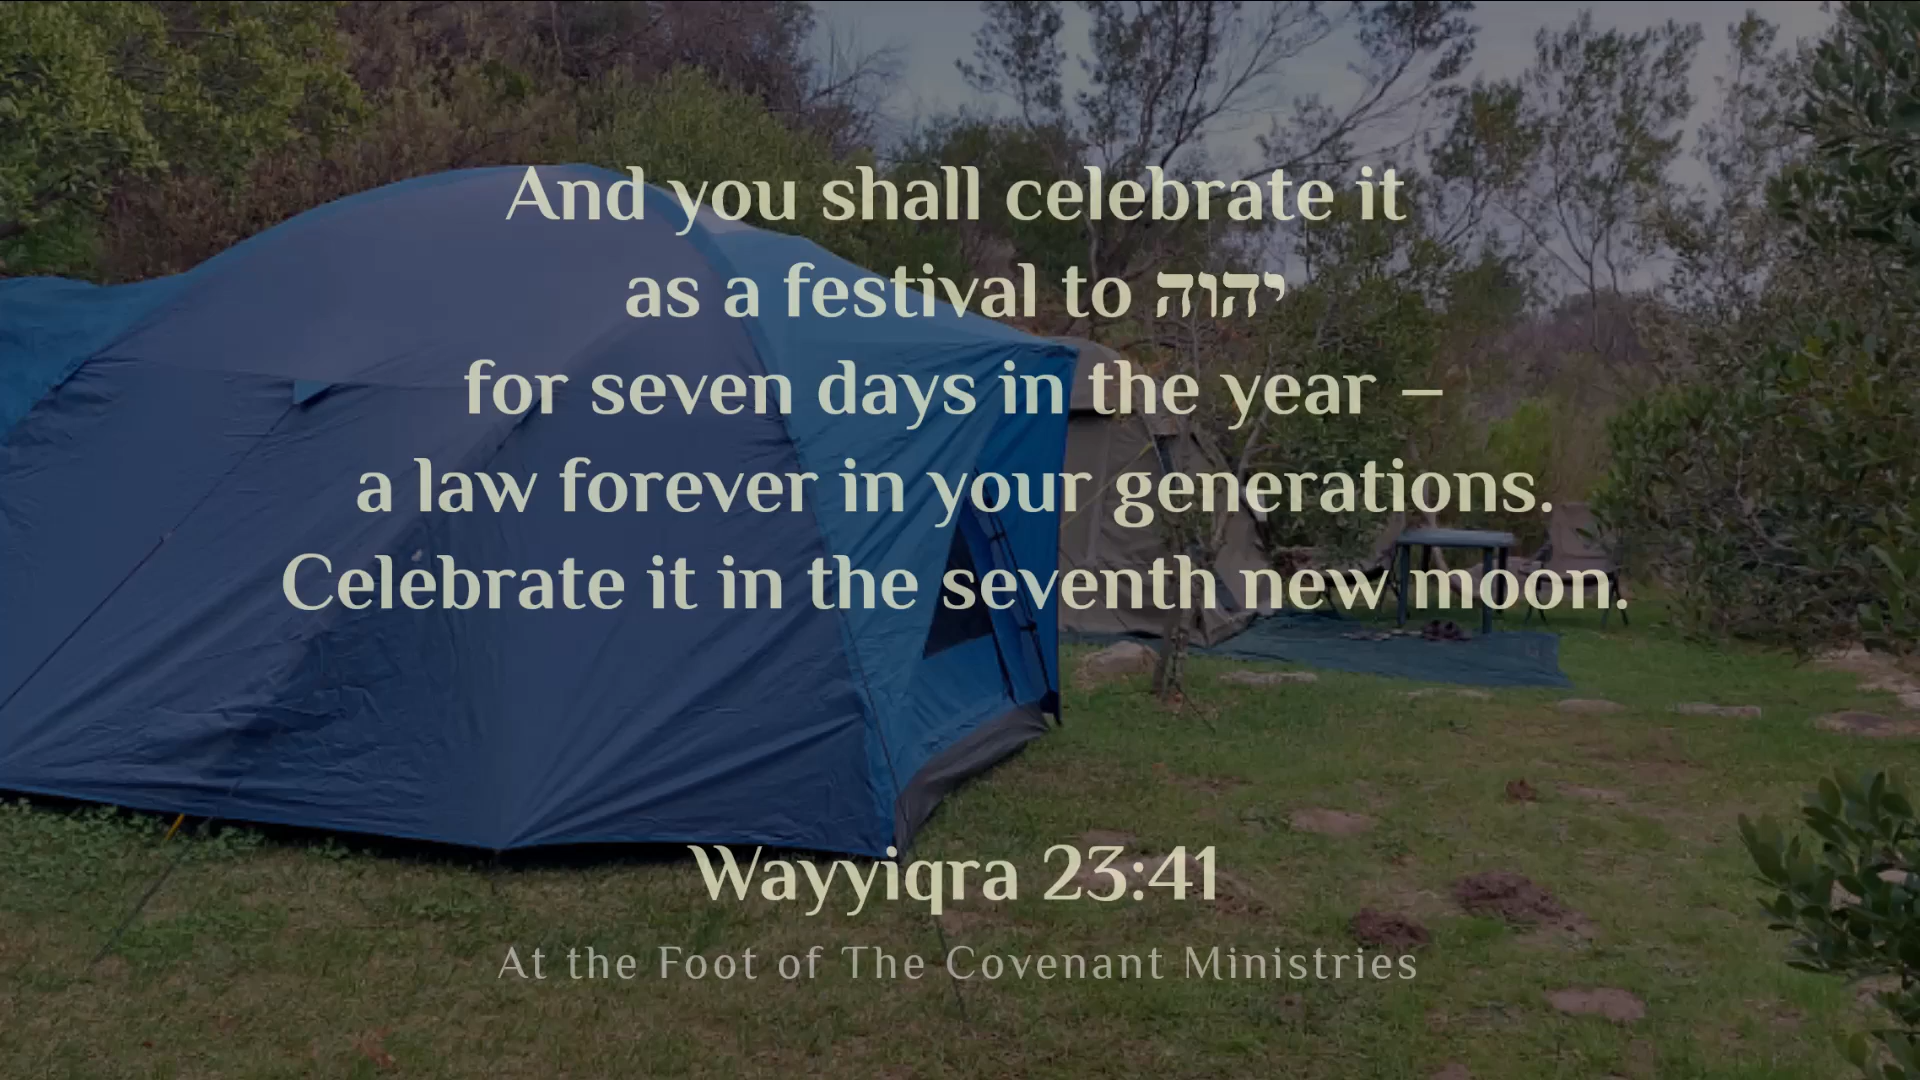 And you shall celebrate it
as a festival to יהוה
for seven days in the year –
a law forever in your generations.
Celebrate it in the seventh new moon.
Wayyiqra 23:41
At the Foot of The Covenant Ministries